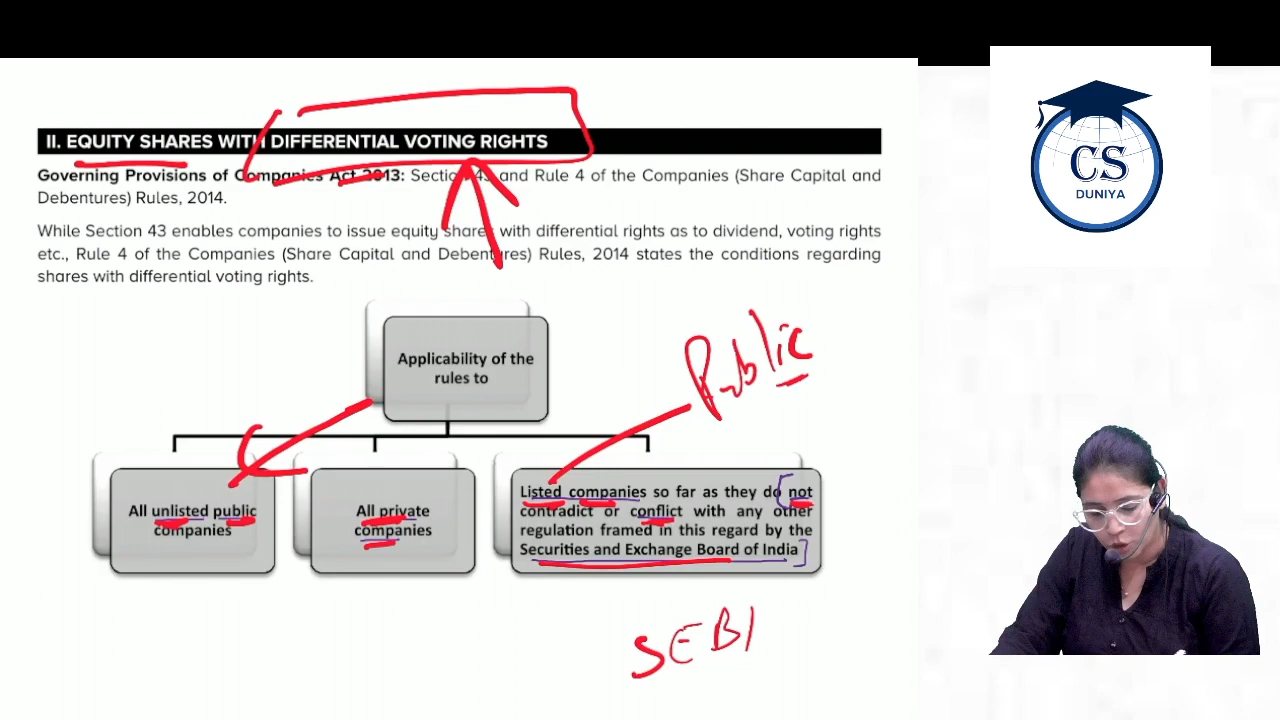 II. EQUITY SHARES WITH DIFFERENTIAL VOTING RIGHTS
Governing Provisions of Companies Act 2013: Section 43 and Rule 4 of the Companies (Share Capital and
Debentures) Rules, 2014.
While Section 43 enables companies to issue equity shares with differential rights as to dividend, voting rights
etc., Rule 4 of the Companies (Share Capital and Debentures) Rules, 2014 states the conditions regarding
shares with differential voting rights.
Applicability of the
rules to
Public
All unlisted public
companies
All private
companies
Listed companies so far as they do not
contradict or conflict with any other
regulation framed in this regard by the
Securities and Exchange Board of India
SEBI
CS
DUNIYA